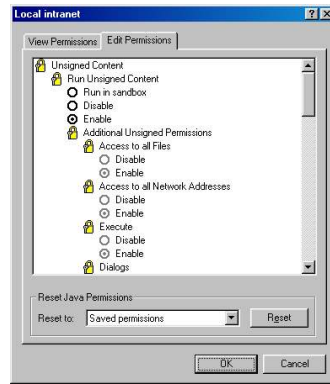 Local intranet
View Permissions
Edit Permissions
Unsigned Content
Run Unsigned Content
Run in sandbox
Disable
Enable
Additional Unsigned Permissions
Access to all Files
Disable
Enable
Access to all Network Addresses
Disable
Enable
Execute
Disable
Enable
Dialogs
Reset Java Permissions
Reset to: Saved permissions Reset
OK Cancel